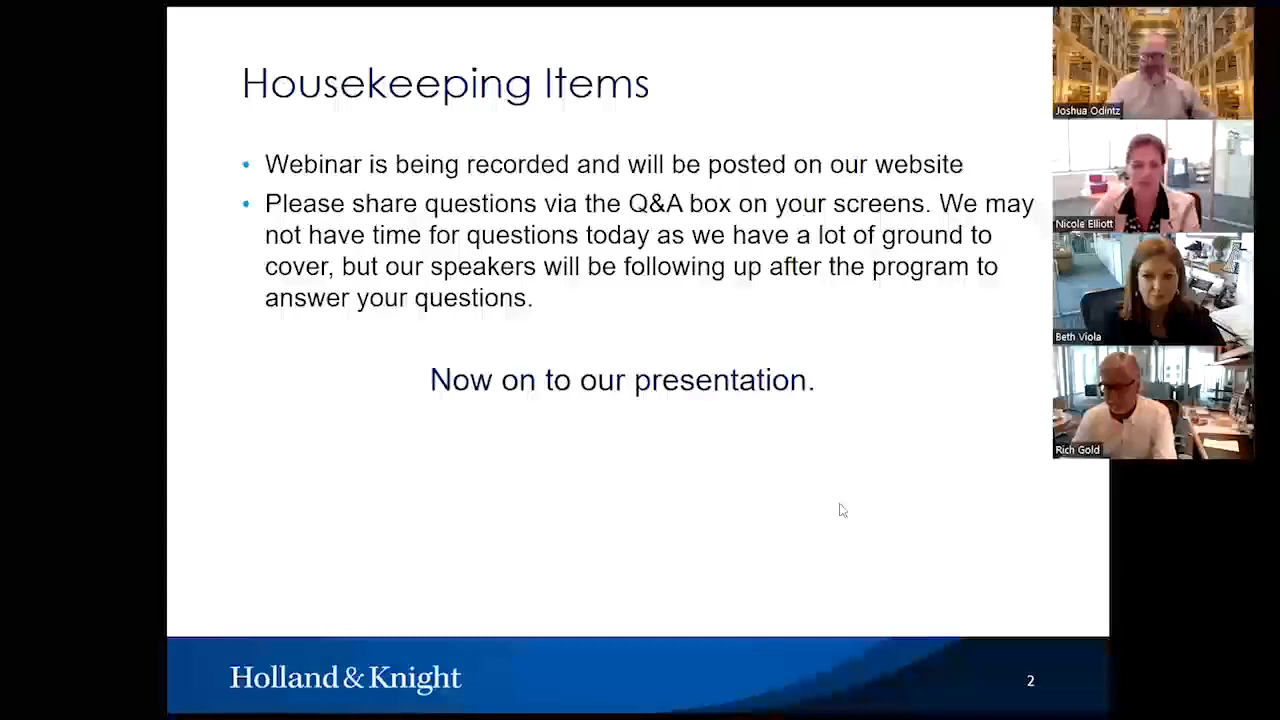 Housekeeping Items
• Webinar is being recorded and will be posted on our website
• Please share questions via the Q&A box on your screens. We may
not have time for questions today as we have a lot of ground to
cover, but our speakers will be following up after the program to
answer your questions.
Now on to our presentation.
Holland & Knight
2
Joshua Odintz
Nicole Elliott
Beth Viola
Rich Gold